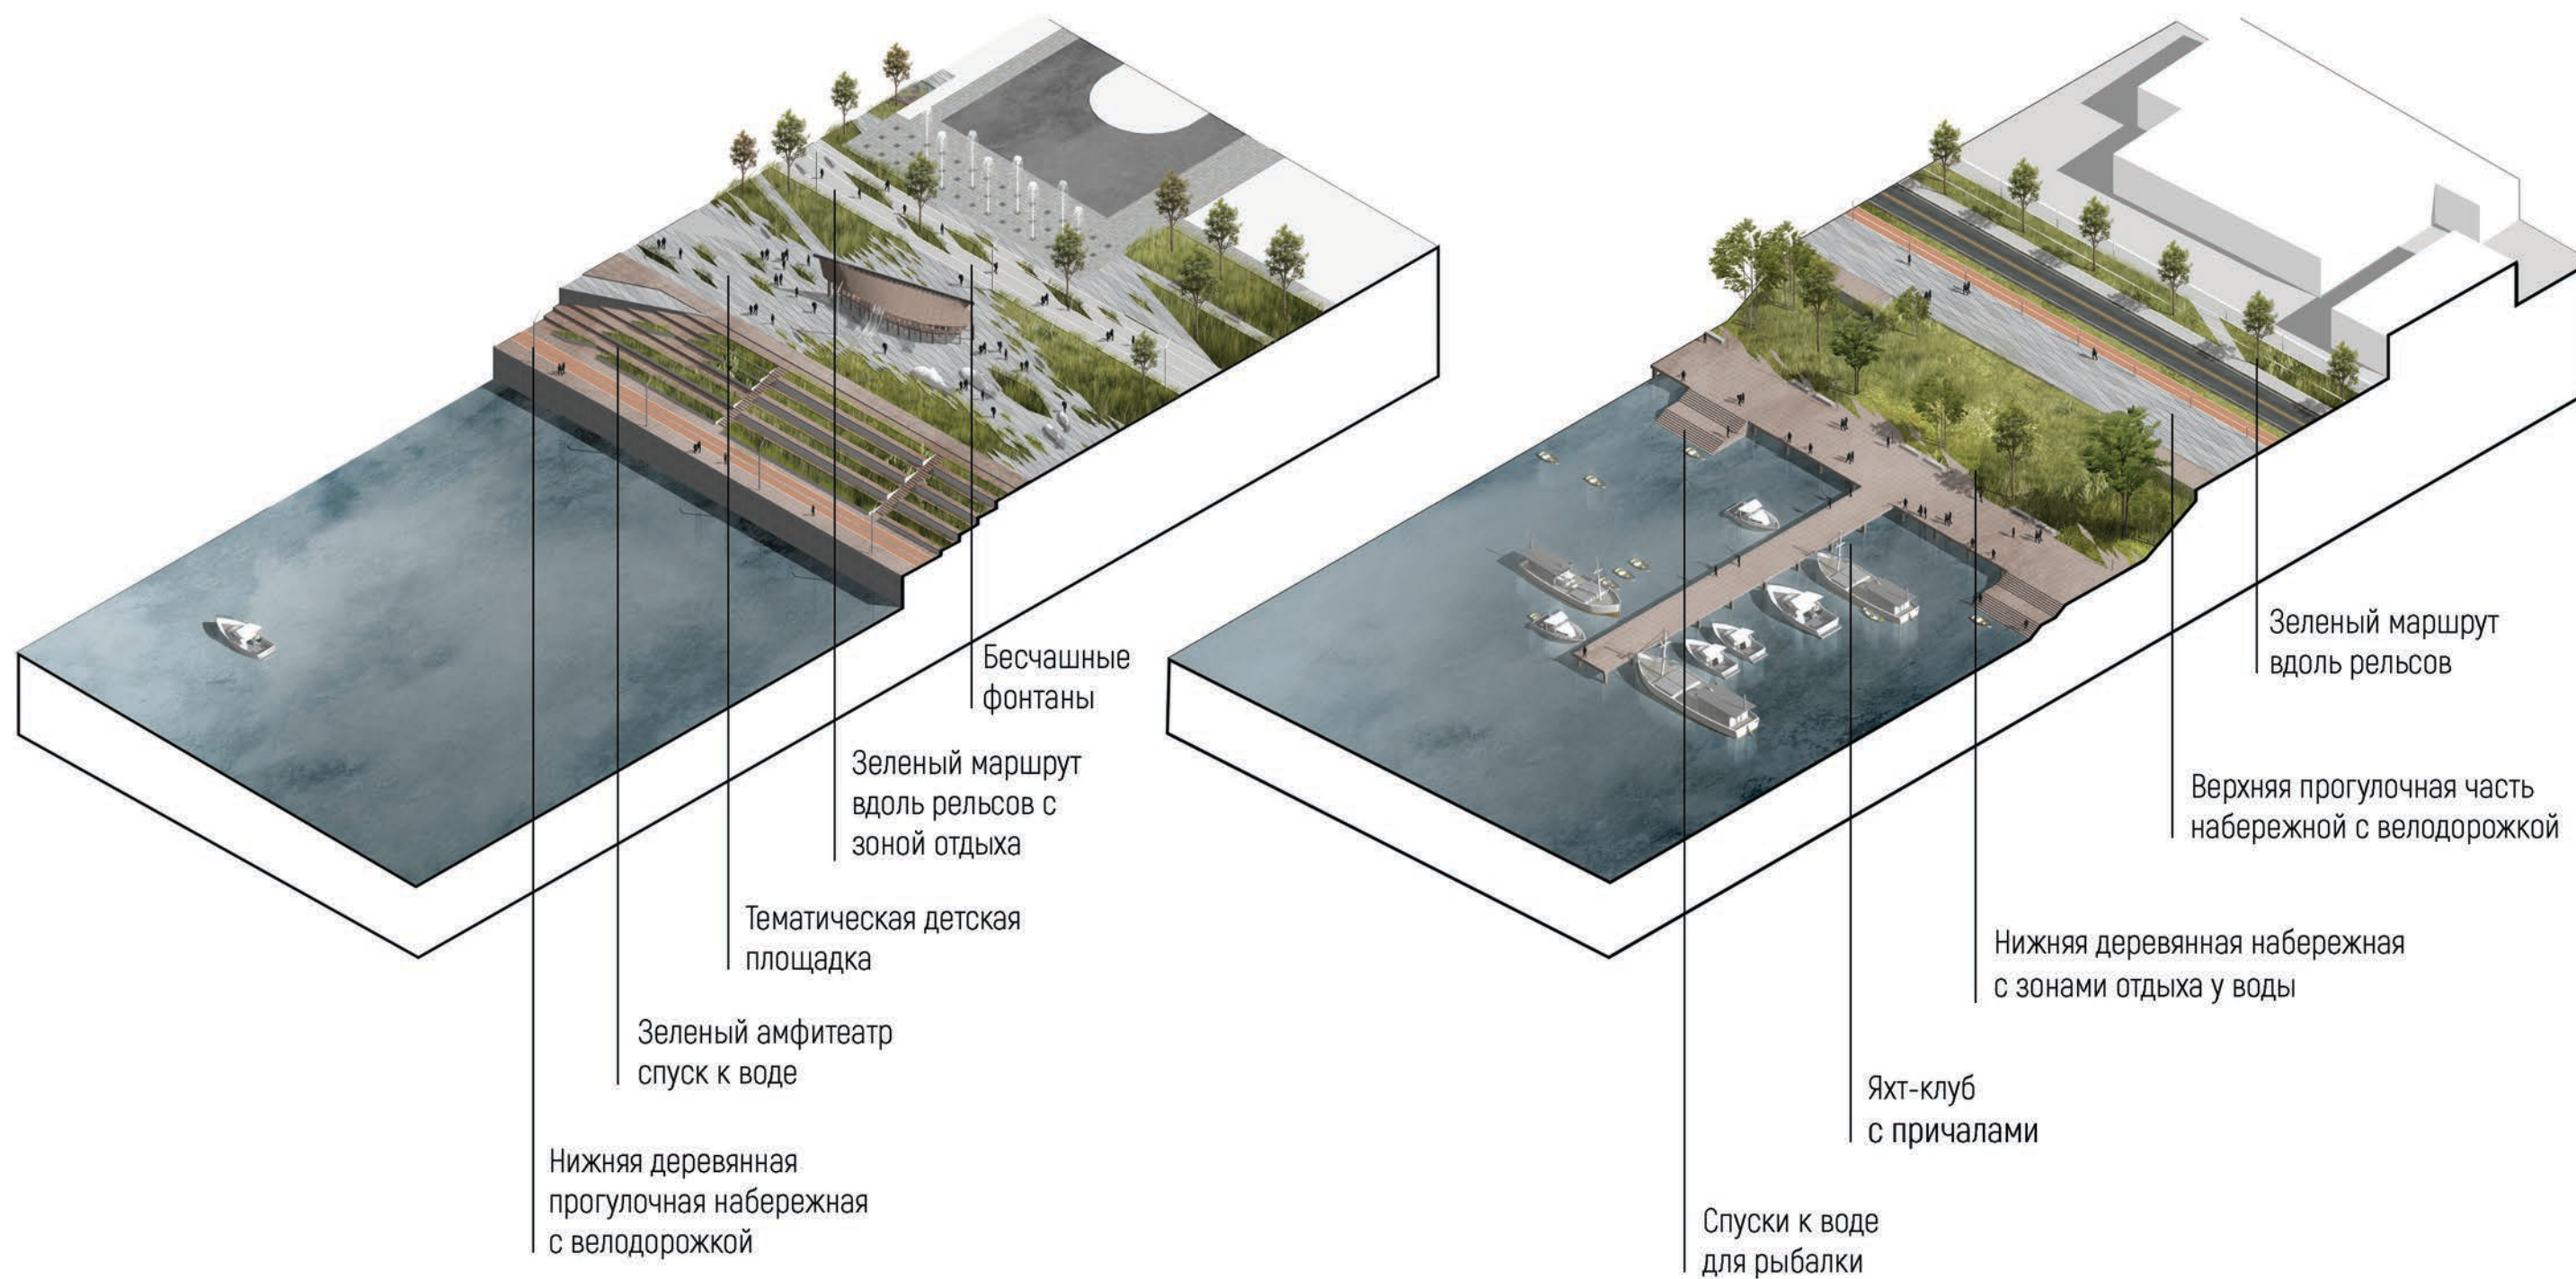 Бесчашные
фонтаны
Зеленый маршрут
вдоль рельсов с
зоной отдыха
Тематическая детская
площадка
Зеленый амфитеатр
спуск к воде
Нижняя деревянная
прогулочная набережная
с велодорожкой
Зеленый маршрут
вдоль рельсов
Верхняя прогулочная часть
набережной с велодорожкой
Нижняя деревянная набережная
с зонами отдыха у воды
Яхт-клуб
с причалами
Спуски к воде
для рыбалки